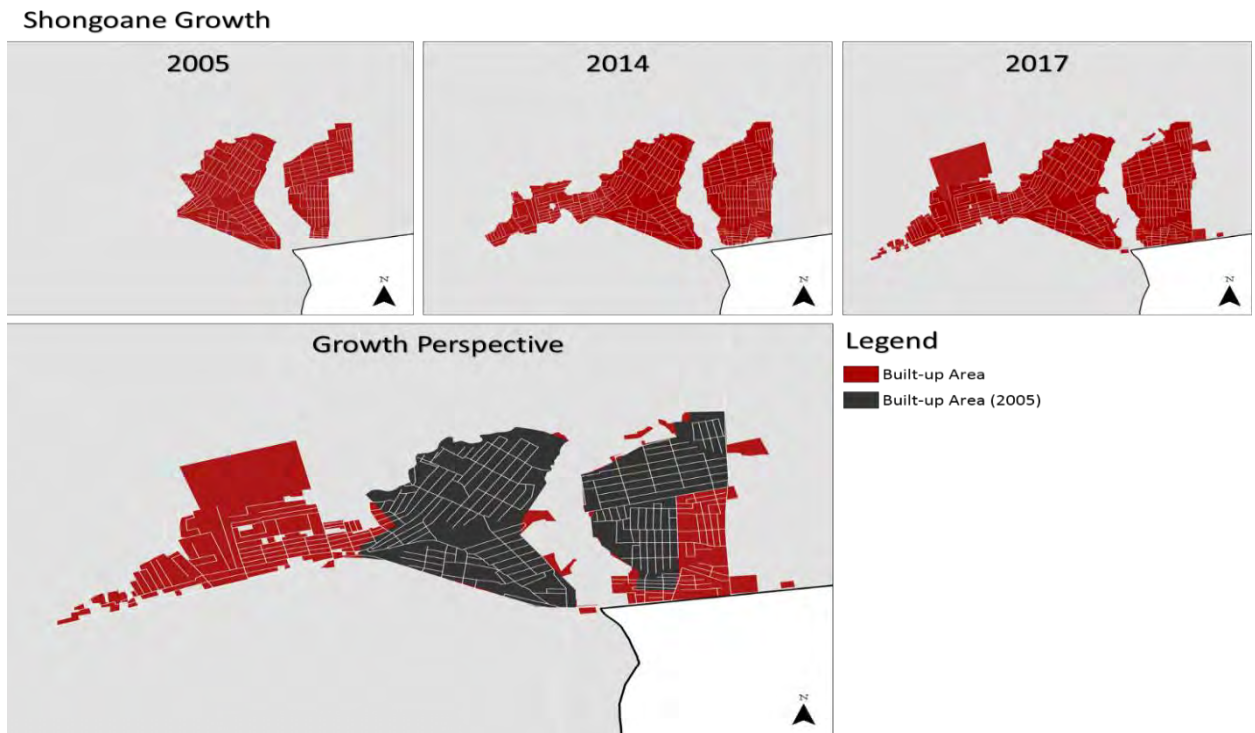 Shongoane Growth
2005
2014
2017
N
N
N
Growth Perspective
Legend
Built-up Area
Built-up Area (2005)
N